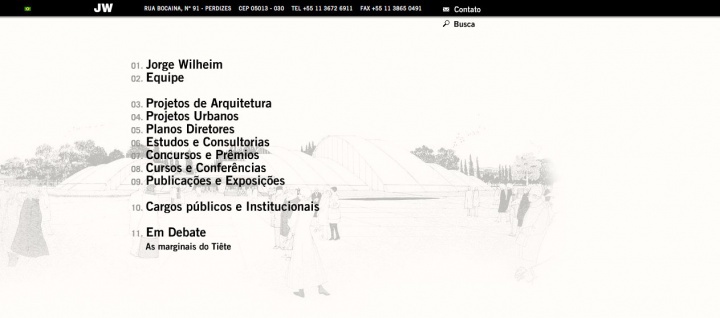 JW RUA BOCAINA, Nº 91 - PERDIZES CEP 05013 - 030 TEL +55 11 3672 6911 FAX +55 11 3865 0491 Contato
Busca
01. Jorge Wilheim
02. Equipe
03. Projetos de Arquitetura
04. Projetos Urbanos
05. Planos Diretores
06. Estudos e Consultorias
07. Concursos e Prêmios
08. Cursos e Conferências
09. Publicações e Exposições
10. Cargos públicos e Institucionais
11. Em Debate
As marginais do Tiête